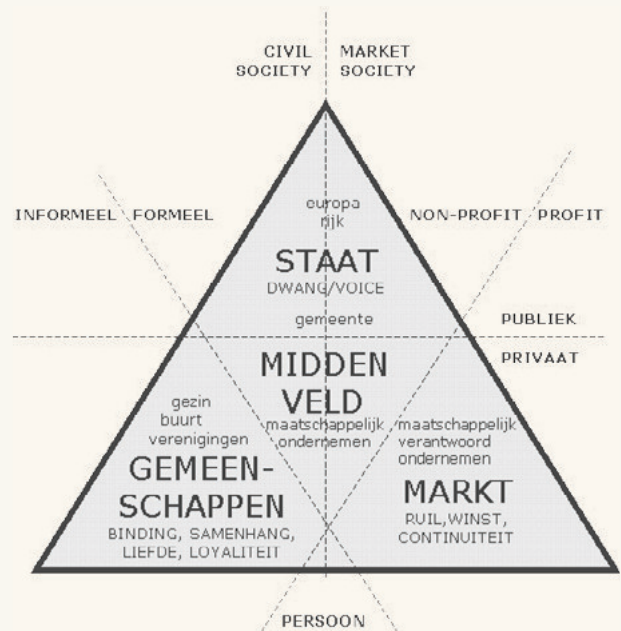 CIVIL SOCIETY
MARKET SOCIETY
INFORMEEL
FORMEEL
NON-PROFIT
PROFIT
europa
rijk
STAAT
DWANG/VOICE
gemeente
PUBLIEK
PRIVAAT
MIDDEN
VELD
maatschappelijk
ondernemen
gezin
buurt
verenigingen
GEMEEN-
SCHAPPEN
BINDING, SAMENHANG,
LIEFDE, LOYALITEIT
maatschappelijk
verantwoord
ondernemen
MARKT
RUIL,WINST,
CONTINUITEIT
PERSOON